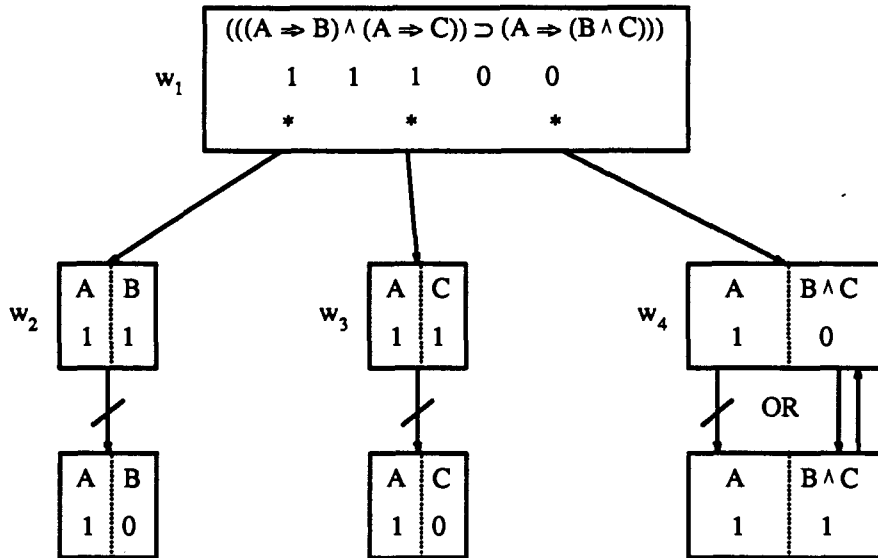 (((A ⇒ B) ∧ (A ⇒ C)) ⊃ (A ⇒ (B ∧ C)))
w1
1 1 1 0 0
* * *
A B
A C
A B ∧ C
w2
w3
w4
1 1
1 1
1 0
OR
A B
A C
A B ∧ C
1 0
1 0
1 1